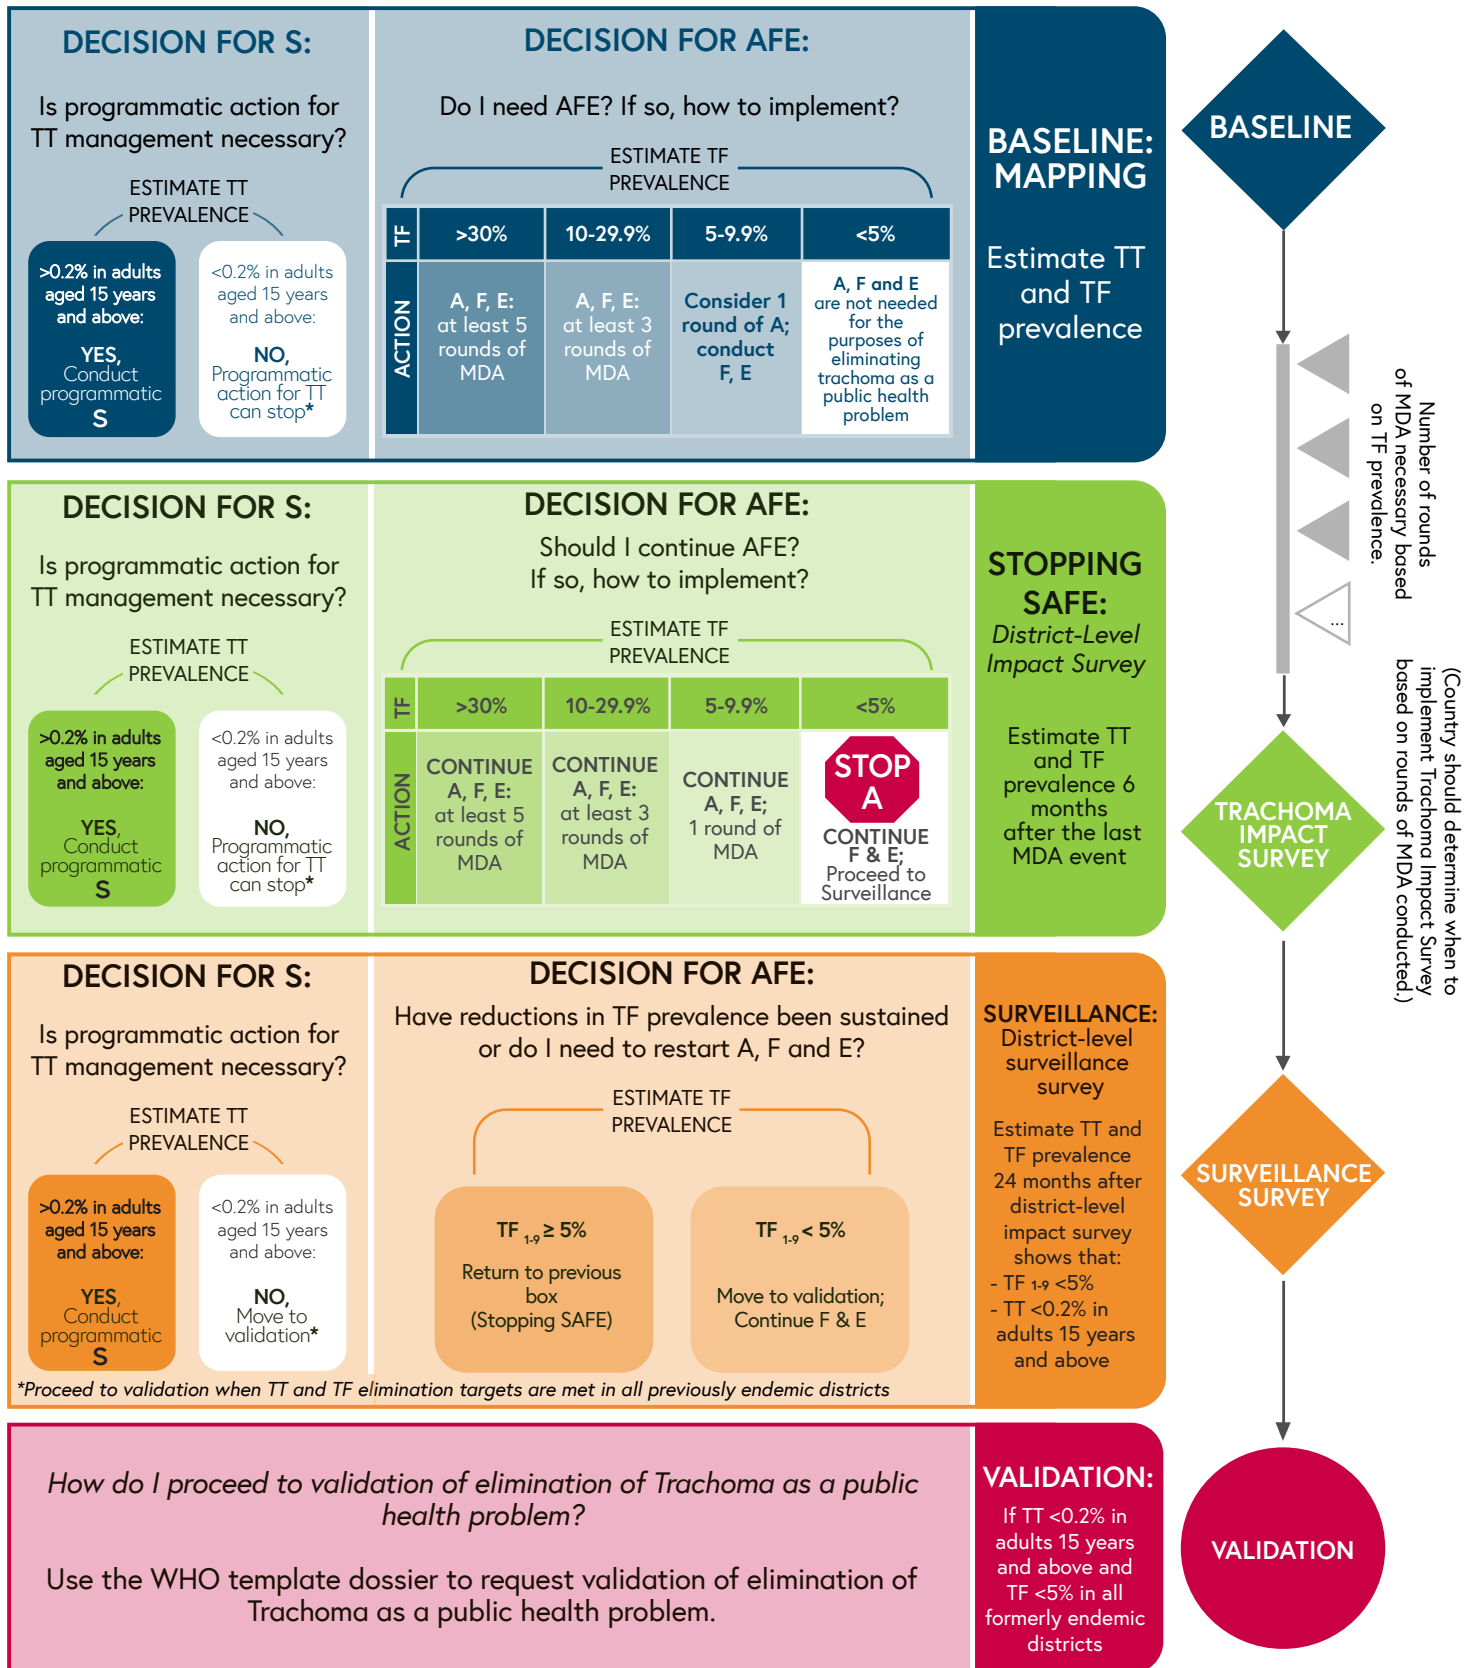 DECISION FOR S:
Is programmatic action for
TT management necessary?
ESTIMATE TT
PREVALENCE
>0.2% in adults
aged 15 years
and above:
YES,
Conduct
programmatic
S
<0.2% in adults
aged 15 years
and above:
NO,
Programmatic
action for TT
can stop*
DECISION FOR AFE:
Do I need AFE? If so, how to implement?
ESTIMATE TF
PREVALENCE
TF
>30%
10-29.9%
5-9.9%
<5%
ACTION
A, F, E:
at least 5
rounds of
MDA
A, F, E:
at least 3
rounds of
MDA
Consider 1
round of A;
conduct
F, E
A, F and E
are not needed
for the
purposes of
eliminating
trachoma as a
public health
problem
BASELINE:
MAPPING
Estimate TT
and TF
prevalence
DECISION FOR S:
Is programmatic action for
TT management necessary?
ESTIMATE TT
PREVALENCE
>0.2% in adults
aged 15 years
and above:
YES,
Conduct
programmatic
S
<0.2% in adults
aged 15 years
and above:
NO,
Programmatic
action for TT
can stop*
DECISION FOR AFE:
Should I continue AFE?
If so, how to implement?
ESTIMATE TF
PREVALENCE
TF
>30%
10-29.9%
5-9.9%
<5%
ACTION
CONTINUE
A, F, E:
at least 5
rounds of
MDA
CONTINUE
A, F, E:
at least 3
rounds of
MDA
CONTINUE
A, F, E;
1 round of
MDA
STOP
A
CONTINUE
F & E;
Proceed to
Surveillance
STOPPING
SAFE:
District-Level
Impact Survey
Estimate TT
and TF
prevalence 6
months
after the last
MDA event
DECISION FOR S:
Is programmatic action for
TT management necessary?
ESTIMATE TT
PREVALENCE
>0.2% in adults
aged 15 years
and above:
YES,
Conduct
programmatic
S
<0.2% in adults
aged 15 years
and above:
NO,
Move to
validation*
DECISION FOR AFE:
Have reductions in TF prevalence been sustained
or do I need to restart A, F and E?
ESTIMATE TF
PREVALENCE
TF 1-9 ≥ 5%
Return to previous
box
(Stopping SAFE)
TF 1-9 < 5%
Move to validation;
Continue F & E
*Proceed to validation when TT and TF elimination targets are met in all previously endemic districts
SURVEILLANCE:
District-level
surveillance
survey
Estimate TT and
TF prevalence
24 months after
district-level
impact survey
shows that:
- TF 1-9 <5%
- TT <0.2% in
adults 15 years
and above
How do I proceed to validation of elimination of Trachoma as a public
health problem?
Use the WHO template dossier to request validation of elimination of
Trachoma as a public health problem.
VALIDATION:
If TT <0.2% in
adults 15 years
and above and
TF <5% in all
formerly endemic
districts
BASELINE
Number of rounds
of MDA necessary based
on TF prevalence.
...
(Country should determine when to
implement Trachoma Impact Survey
based on rounds of MDA conducted.)
TRACHOMA
IMPACT
SURVEY
SURVEILLANCE
SURVEY
VALIDATION